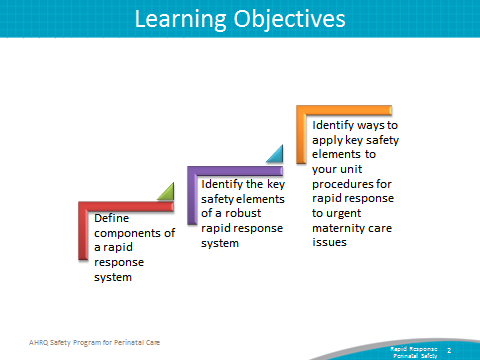 Learning Objectives
Define
components of
a rapid
response
system
Identify the key
safety elements
of a robust
rapid response
system
Identify ways to
apply key safety
elements to
your unit
procedures for
rapid response
to urgent
maternity care
issues
AHRQ Safety Program for Perinatal Care
Rapid Response
Perinatal Safety
2